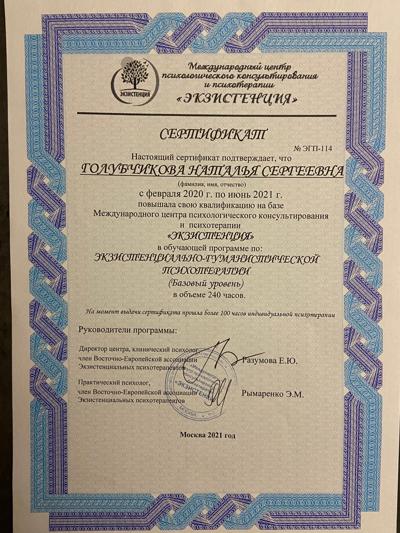 Международный центр
психологического консультирования
и психотерапии
«ЭКЗИСТЕНЦИЯ»
ЭКЗИСТЕНЦИЯ
СЕРТИФИКАТ
№ ЭГП-114
Настоящий сертификат подтверждает, что
ГОЛУБЧИКОВА НАТАЛЬЯ СЕРГЕЕВНА
(фамилия, имя, отчество)
с февраля 2020 г. по июнь 2021 г.
повышала свою квалификацию на базе
Международного центра психологического консультирования
и психотерапии
«ЭКЗИСТЕНЦИЯ»
в обучающей программе по:
ЭКЗИСТЕНЦИАЛЬНО-ГУМАНИСТИЧЕСКОЙ
ПСИХОТЕРАПИИ
(Базовый уровень)
в объеме 240 часов.
На момент выдачи сертификата прошла более 100 часов индивидуальной психотерапии
Руководители программы:
Директор центра, клинический психолог,
член Восточно-Европейской ассоциации
Экзистенциальных психотерапевтов
Разумова Е.Ю.
Практический психолог,
член Восточно-Европейской ассоциации
Экзистенциальных психотерапевтов
Рымаренко Э.М.
Москва 2021 год